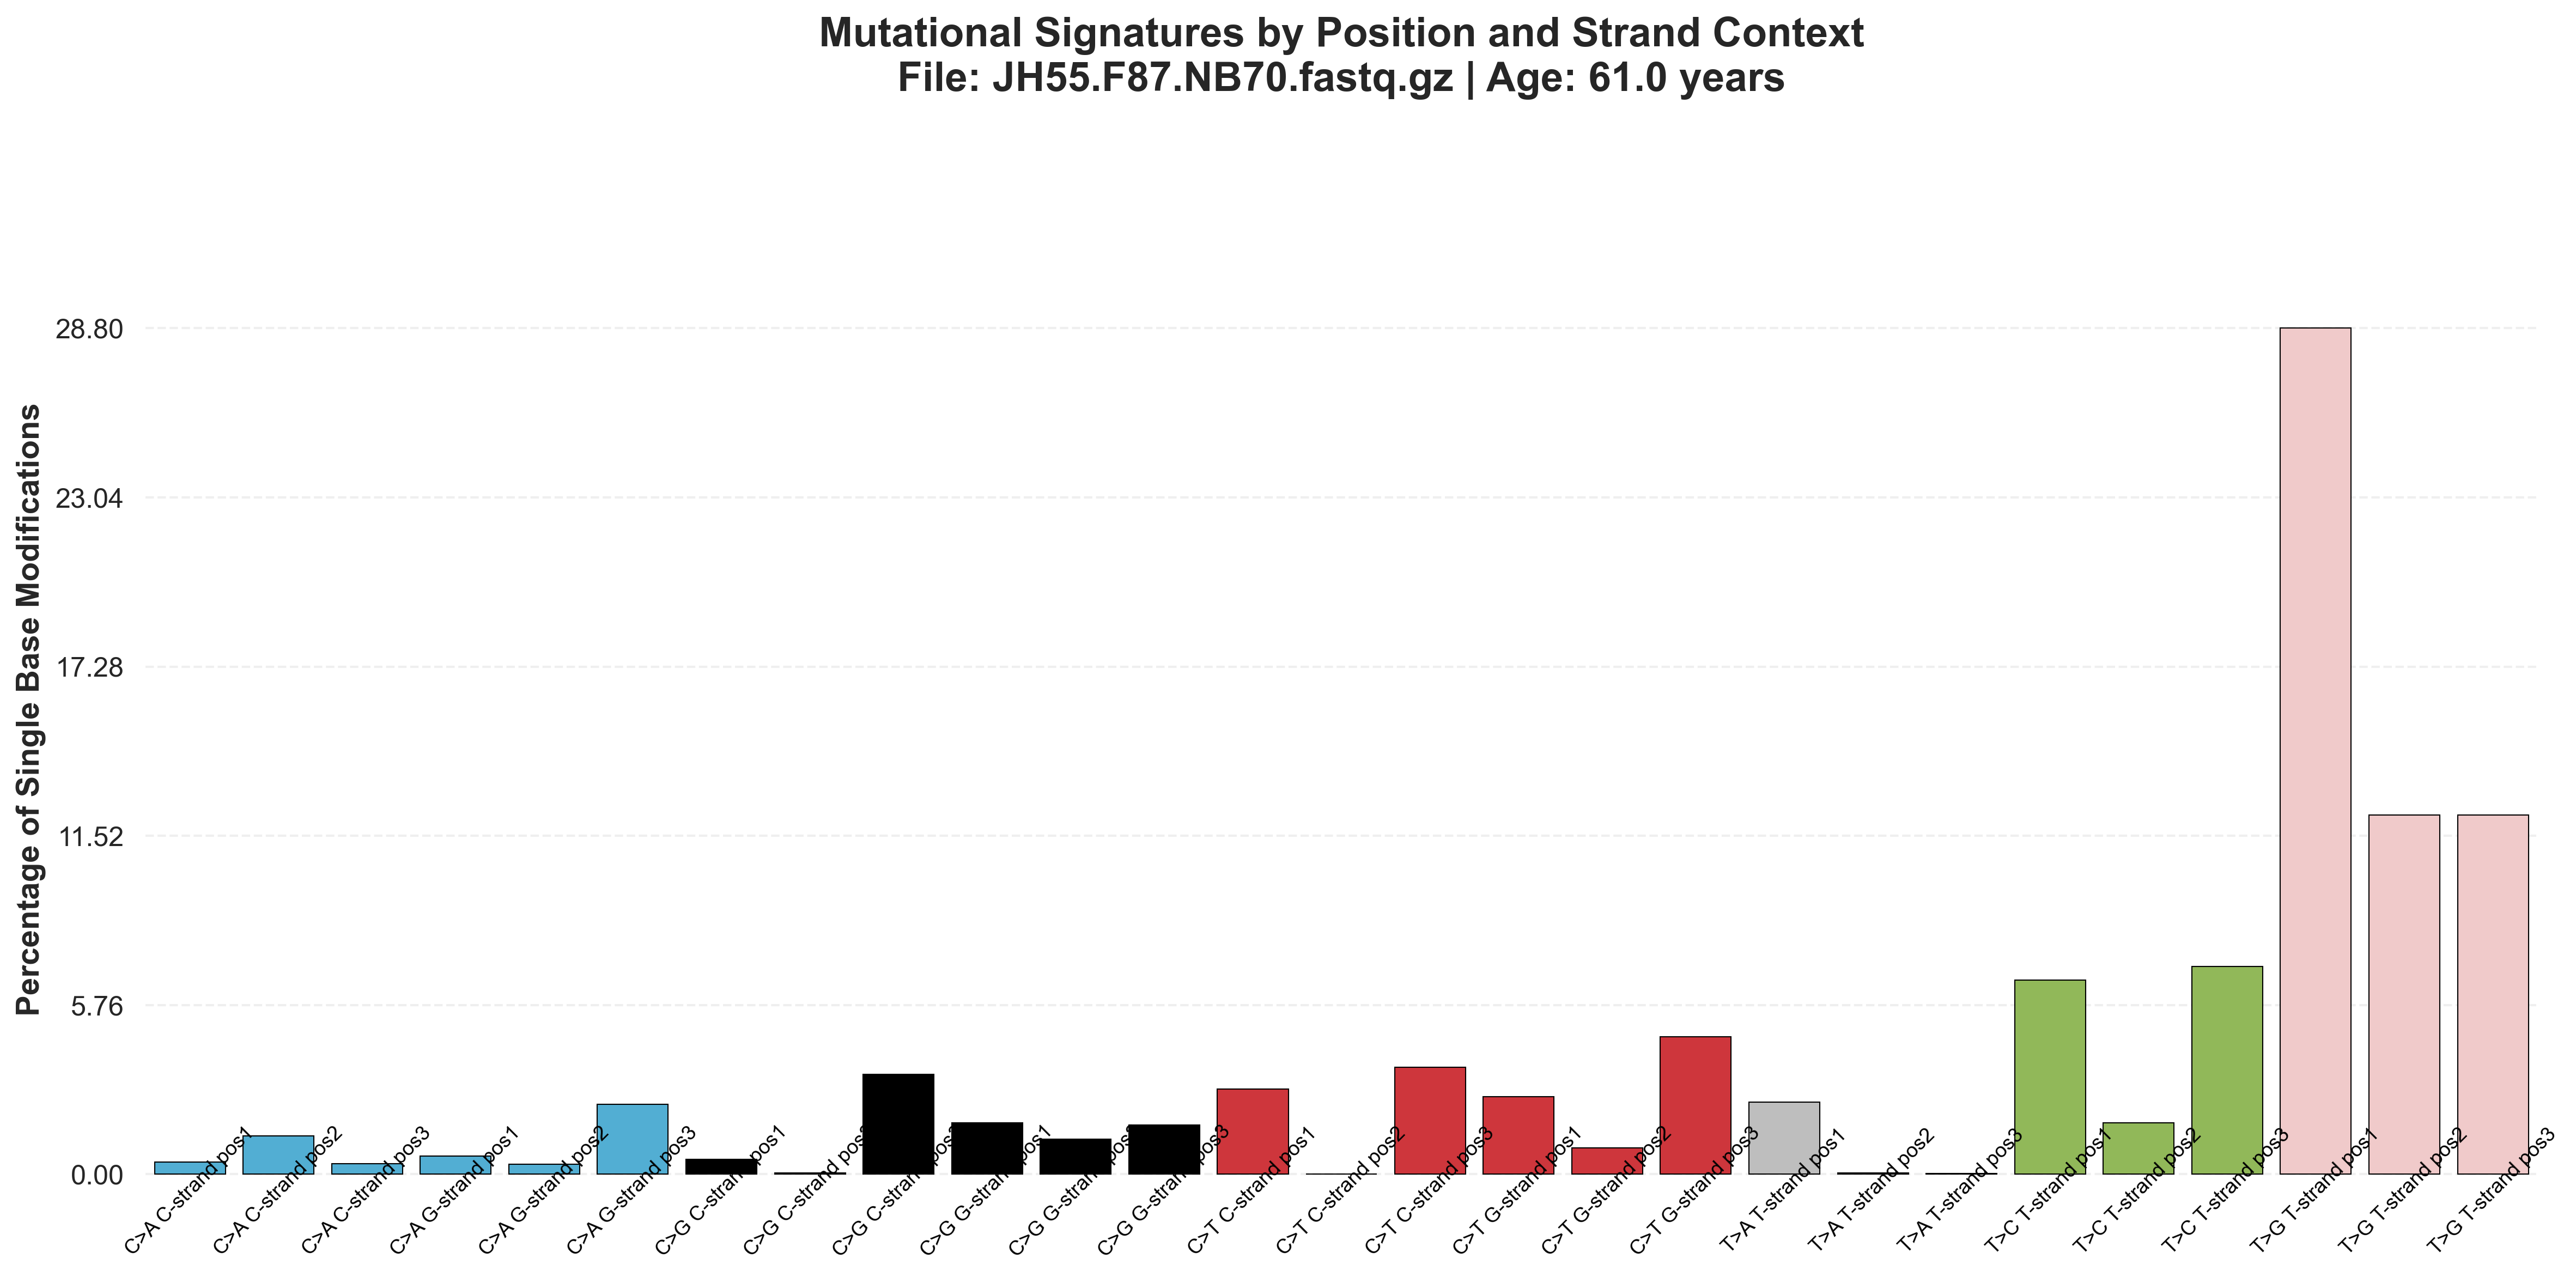 Mutational Signatures by Position and Strand Context
File: JH55.F87.NB70.fastq.gz | Age: 61.0 years
Percentage of Single Base Modifications
28.80
23.04
17.28
11.52
5.76
0.00
C>A C-strand pos1
C>A C-strand pos2
C>A C-strand pos3
C>A G-strand pos1
C>A G-strand pos2
C>A G-strand pos3
C>G C-strand pos1
C>G C-strand pos2
C>G C-strand pos3
C>G G-strand pos1
C>G G-strand pos2
C>G G-strand pos3
C>T C-strand pos1
C>T C-strand pos2
C>T C-strand pos3
C>T G-strand pos1
C>T G-strand pos2
C>T G-strand pos3
T>A T-strand pos1
T>A T-strand pos2
T>A T-strand pos3
T>C T-strand pos1
T>C T-strand pos2
T>C T-strand pos3
T>G T-strand pos1
T>G T-strand pos2
T>G T-strand pos3